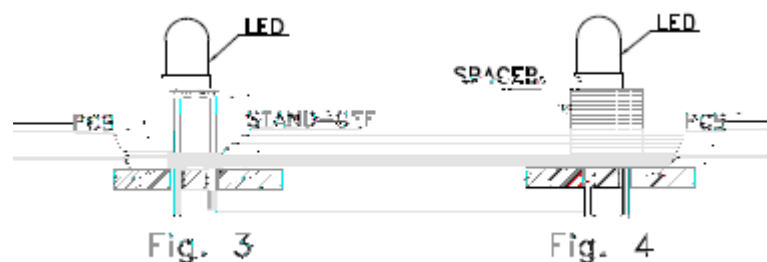 LED
LED
SPACER
PCB
STAND-OFF
PCB
Fig. 3
Fig. 4